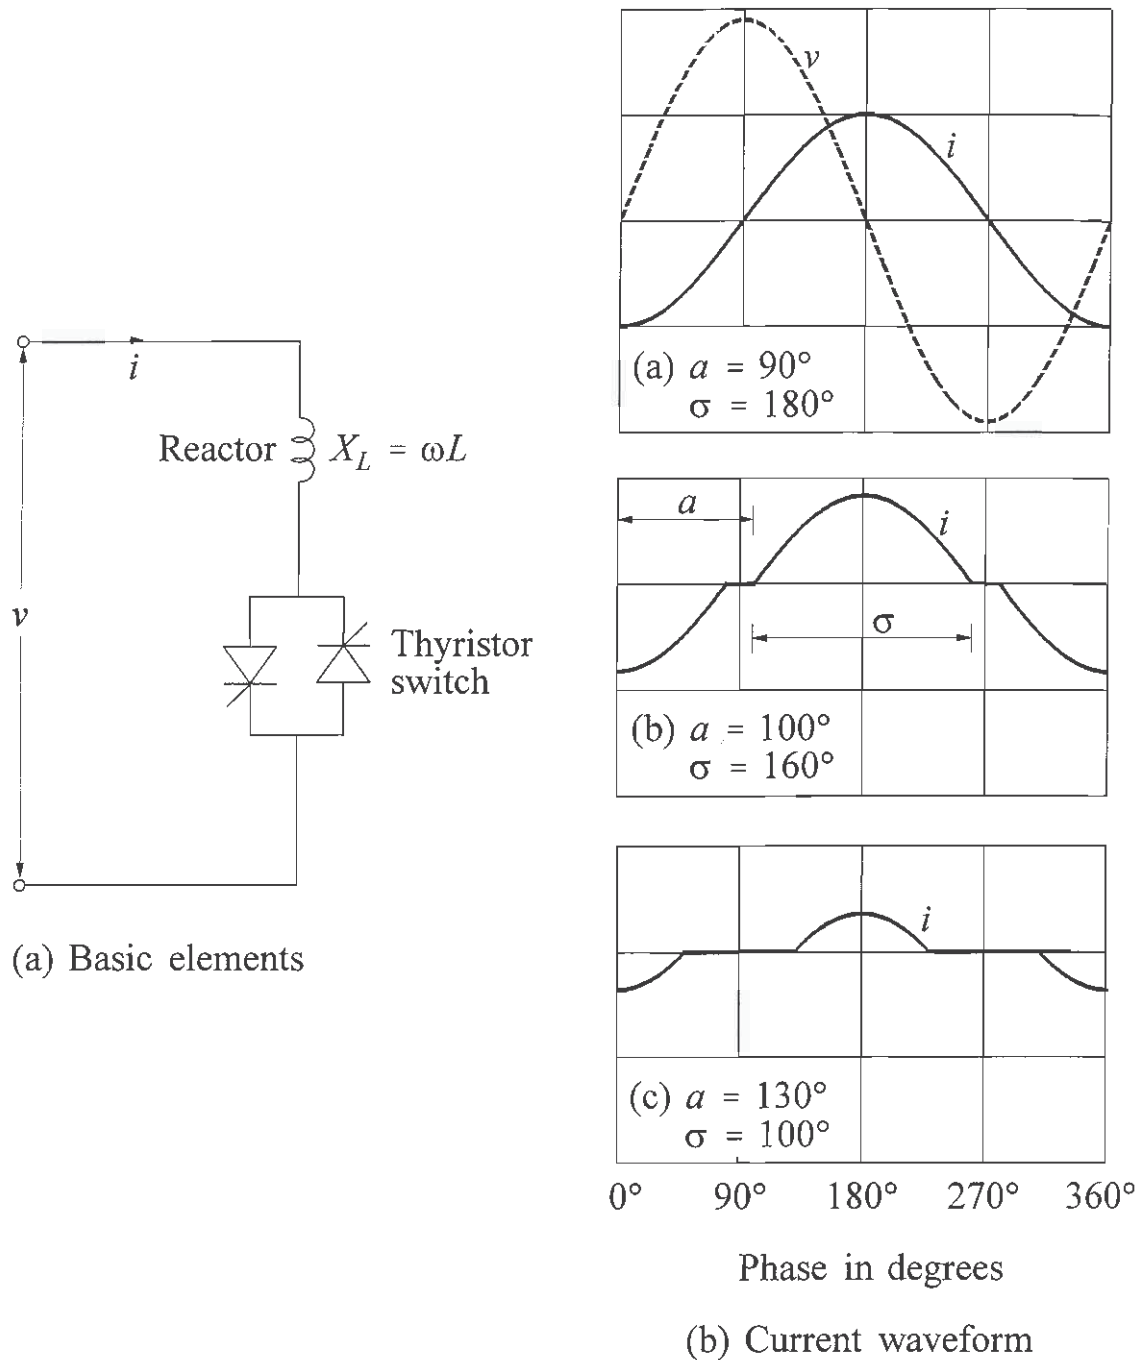 i
Reactor X_L = ωL
v
Thyristor
switch
(a) Basic elements
v
i
(a) a = 90°
σ = 180°
a
i
σ
(b) a = 100°
σ = 160°
i
(c) a = 130°
σ = 100°
0° 90° 180° 270° 360°
Phase in degrees
(b) Current waveform